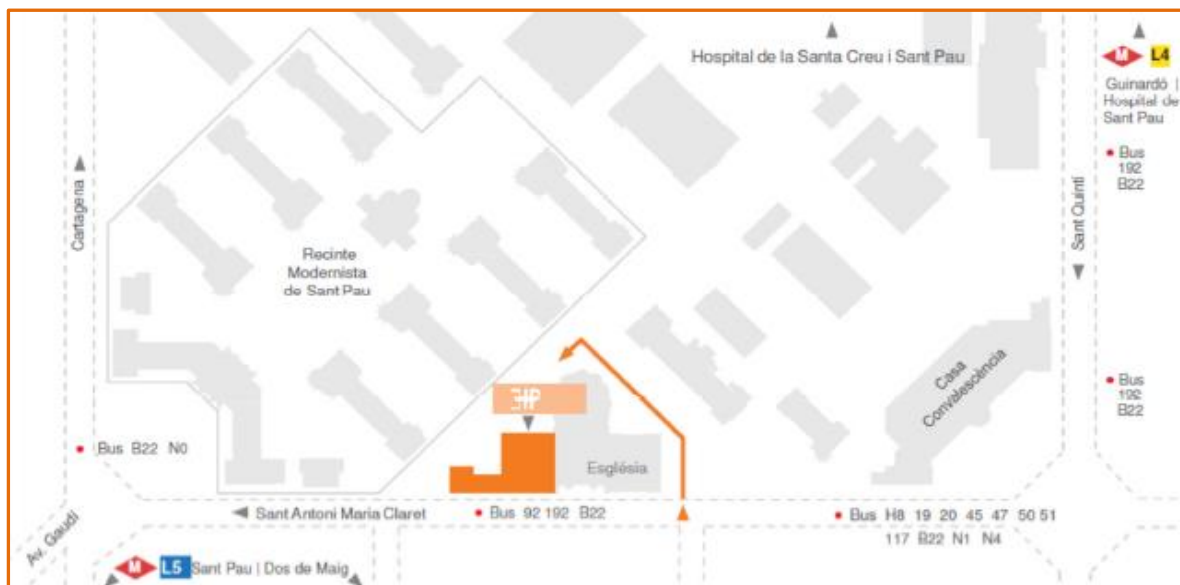 Hospital de la Santa Creu i Sant Pau
M L4
Guinardó |
Hospital de
Sant Pau
Bus
192
B22
Cartagena
Sant Quintí
Recinte
Modernista
de Sant Pau
Casa
Convalescència
Bus
192
B22
Bus B22 N0
Església
Sant Antoni Maria Claret
Bus 92 192 B22
Bus H8 19 20 45 47 50 51
117 B22 N1 N4
Av. Gaudí
M L5 Sant Pau | Dos de Maig